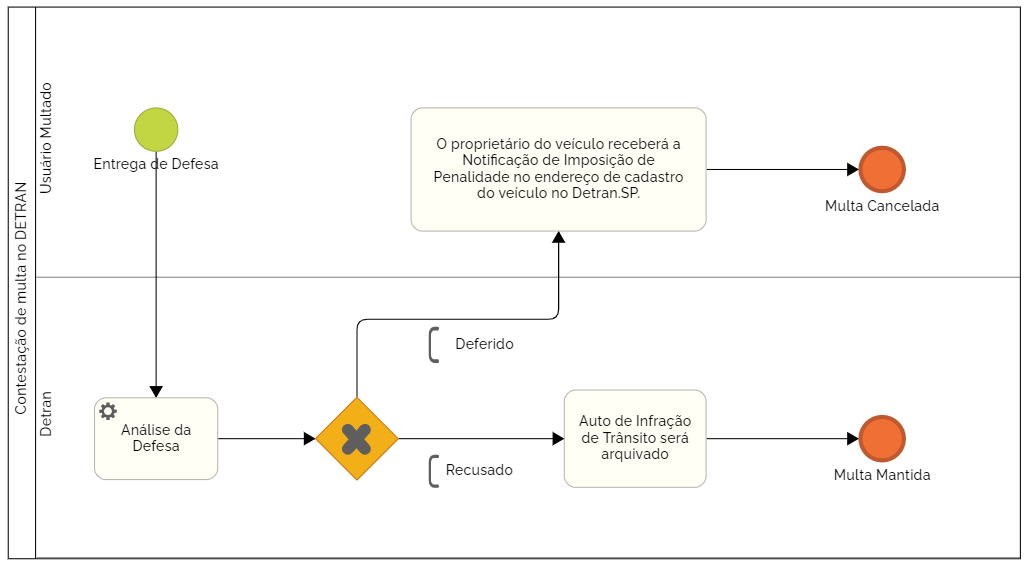 Contestação de multa no DETRAN
Usuário Multado
Entrega de Defesa
O proprietário do veículo receberá a
Notificação de Imposição de
Penalidade no endereço de cadastro
do veículo no Detran.SP.
Multa Cancelada
Detran
Análise da
Defesa
Deferido
Recusado
Auto de Infração
de Trânsito será
arquivado
Multa Mantida